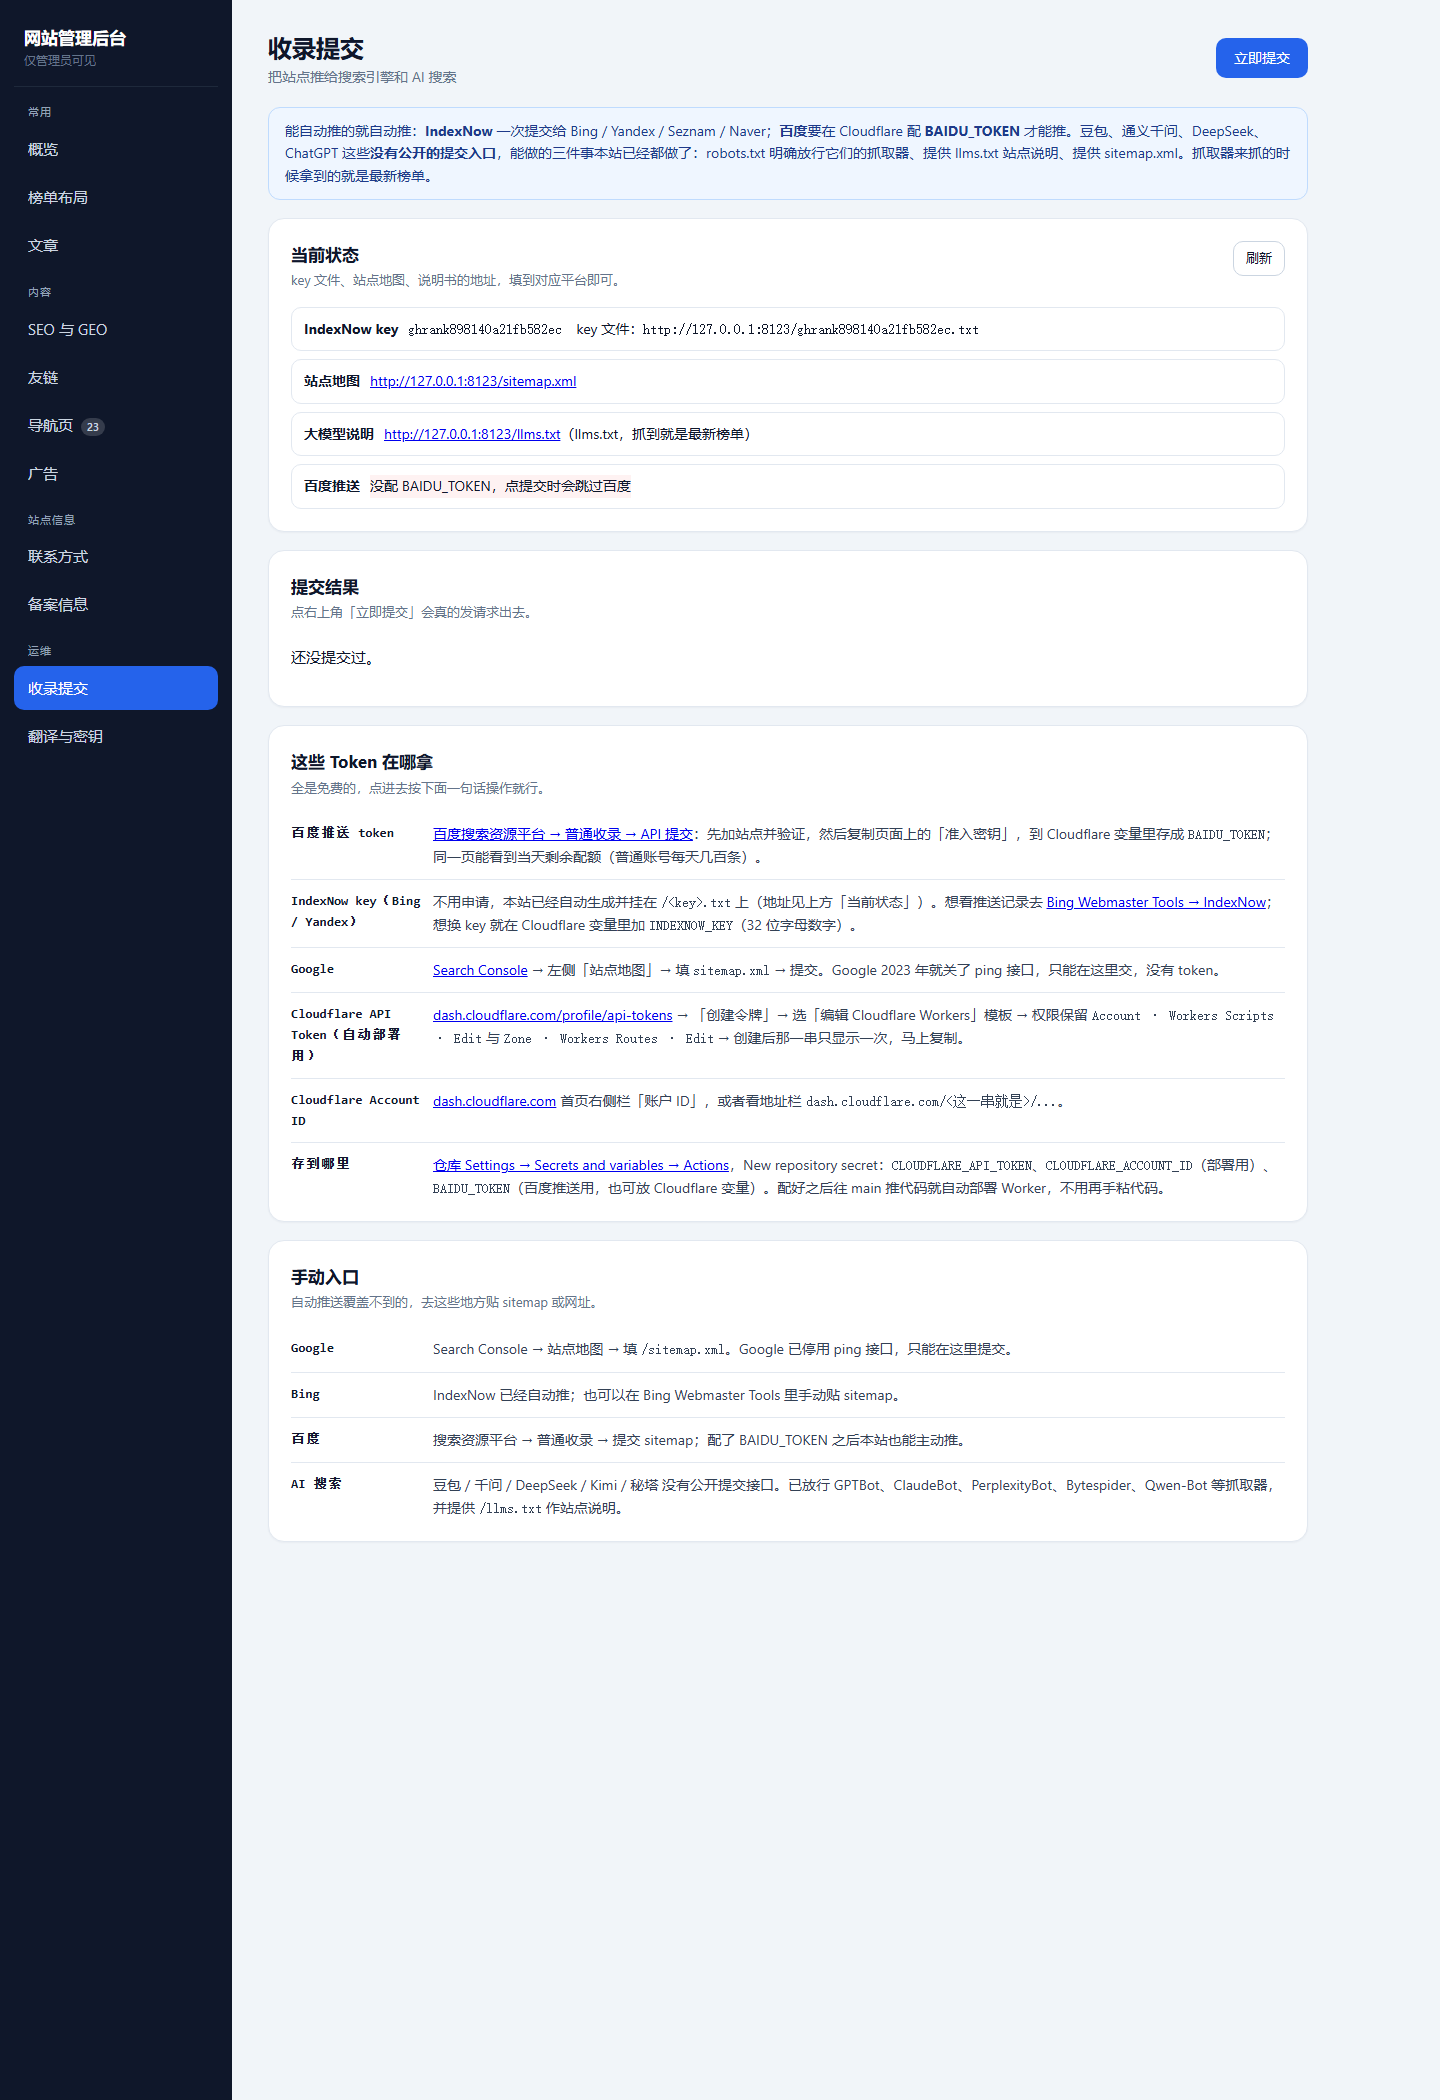 网站管理后台
仅管理员可见
常用
概览
榜单布局
文章
内容
SEO 与 GEO
友链
导航页 23
广告
站点信息
联系方式
备案信息
运维
收录提交
翻译与密钥
收录提交
把站点推给搜索引擎和 AI 搜索
立即提交
能自动推的就自动推：IndexNow 一次提交给 Bing / Yandex / Seznam / Naver；百度要在 Cloudflare 配 BAIDU_TOKEN 才能推。豆包、通义千问、DeepSeek、
ChatGPT 这些没有公开的提交入口，能做的三件事本站已经都做了：robots.txt 明确放行它们的抓取器、提供 llms.txt 站点说明、提供 sitemap.xml。抓取器来抓的时
候拿到的就是最新榜单。
当前状态
key 文件、站点地图、说明书的地址，填到对应平台即可。
刷新
IndexNow key ghrank898140a21fb582ec key 文件：http://127.0.0.1:8123/ghrank898140a21fb582ec.txt
站点地图 http://127.0.0.1:8123/sitemap.xml
大模型说明 http://127.0.0.1:8123/llms.txt（llms.txt，抓到就是最新榜单）
百度推送 没配 BAIDU_TOKEN，点提交时会跳过百度
提交结果
点右上角「立即提交」会真的发请求出去。
还没提交过。
这些 Token 在哪拿
全是免费的，点进去按下面一句话操作就行。
百度推送 token
百度搜索资源平台 → 普通收录 → API 提交：先加站点并验证，然后复制页面上的「准入密钥」，到 Cloudflare 变量里存成 BAIDU_TOKEN；
同一页能看到当天剩余配额（普通账号每天几百条）。
IndexNow key（Bing
/ Yandex）
不用申请，本站已经自动生成并挂在 /<key>.txt 上（地址见上方「当前状态」）。想看推送记录去 Bing Webmaster Tools → IndexNow；
想换 key 就在 Cloudflare 变量里加 INDEXNOW_KEY（32 位字母数字）。
Google
Search Console → 左侧「站点地图」→ 填 sitemap.xml → 提交。Google 2023 年就关了 ping 接口，只能在这里交，没有 token。
Cloudflare API
Token（自动部署
用）
dash.cloudflare.com/profile/api-tokens → 「创建令牌」→ 选「编辑 Cloudflare Workers」模板 → 权限保留 Account · Workers Scripts
· Edit 与 Zone · Workers Routes · Edit → 创建后那一串只显示一次，马上复制。
Cloudflare Account
ID
dash.cloudflare.com 首页右侧栏「账户 ID」，或者看地址栏 dash.cloudflare.com/<这一串就是>/...。
存到哪里
仓库 Settings → Secrets and variables → Actions，New repository secret：CLOUDFLARE_API_TOKEN、CLOUDFLARE_ACCOUNT_ID（部署用）、
BAIDU_TOKEN（百度推送用，也可放 Cloudflare 变量）。配好之后往 main 推代码就自动部署 Worker，不用再手粘代码。
手动入口
自动推送覆盖不到的，去这些地方贴 sitemap 或网址。
Google
Search Console → 站点地图 → 填 /sitemap.xml。Google 已停用 ping 接口，只能在这里提交。
Bing
IndexNow 已经自动推；也可以在 Bing Webmaster Tools 里手动贴 sitemap。
百度
搜索资源平台 → 普通收录 → 提交 sitemap；配了 BAIDU_TOKEN 之后本站也能主动推。
AI 搜索
豆包 / 千问 / DeepSeek / Kimi / 秘塔 没有公开提交接口。已放行 GPTBot、ClaudeBot、PerplexityBot、Bytespider、Qwen-Bot 等抓取器，
并提供 /llms.txt 作站点说明。